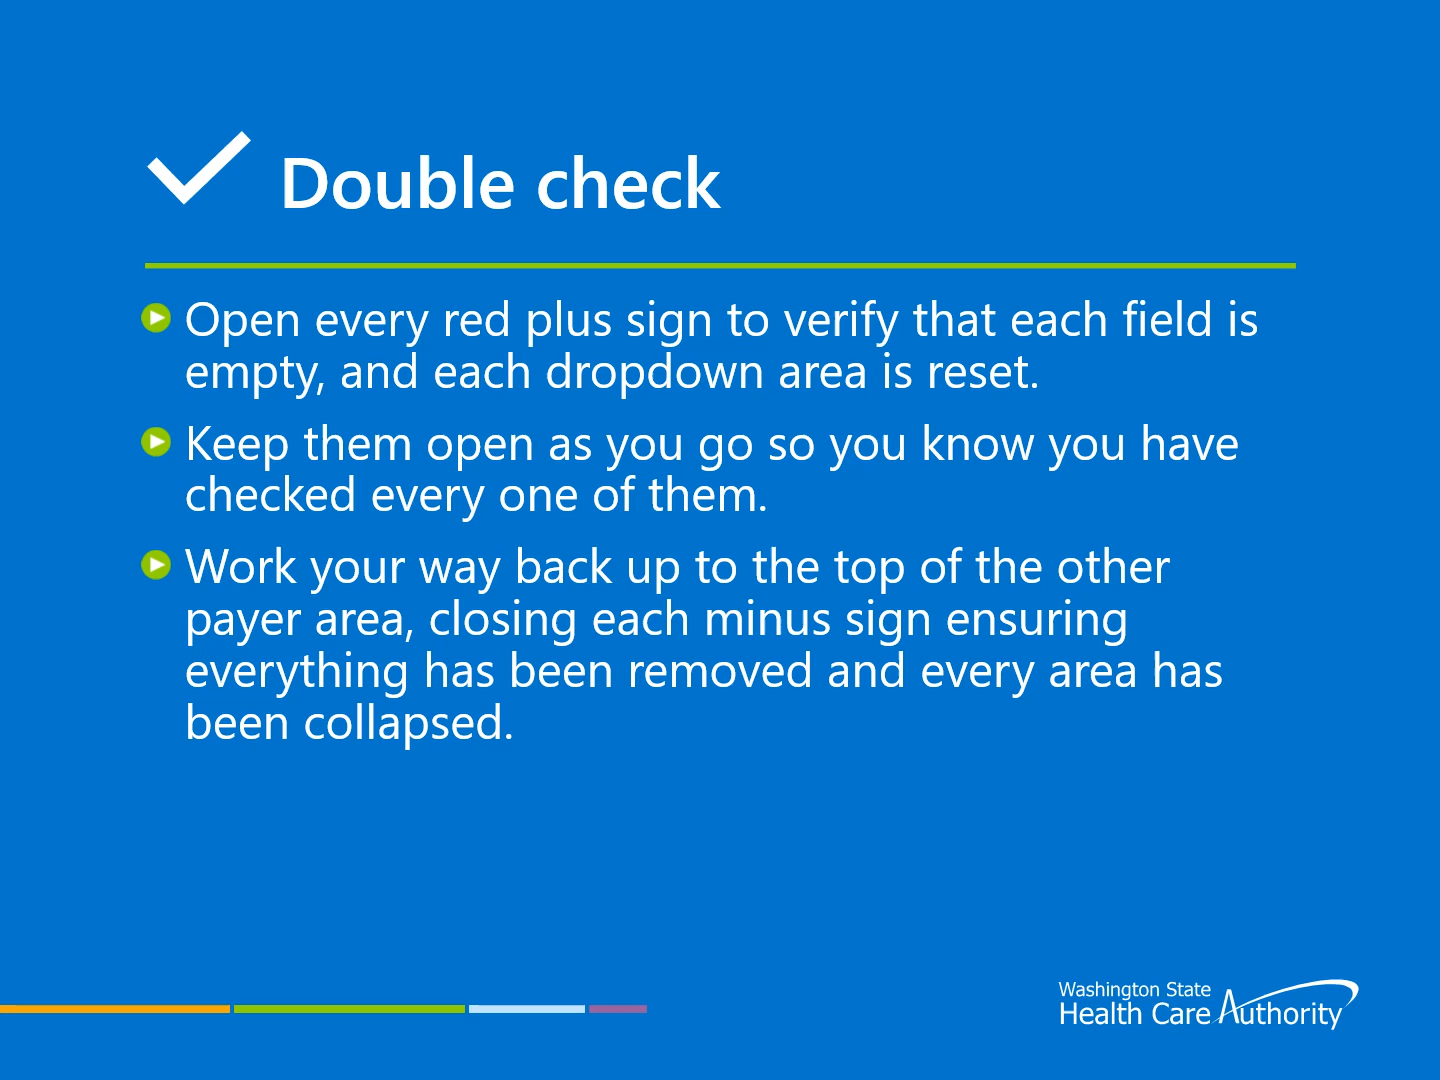 Double check
Open every red plus sign to verify that each field is
empty, and each dropdown area is reset.
Keep them open as you go so you know you have
checked every one of them.
Work your way back up to the top of the other
payer area, closing each minus sign ensuring
everything has been removed and every area has
been collapsed.
Washington State
Health Care Authority